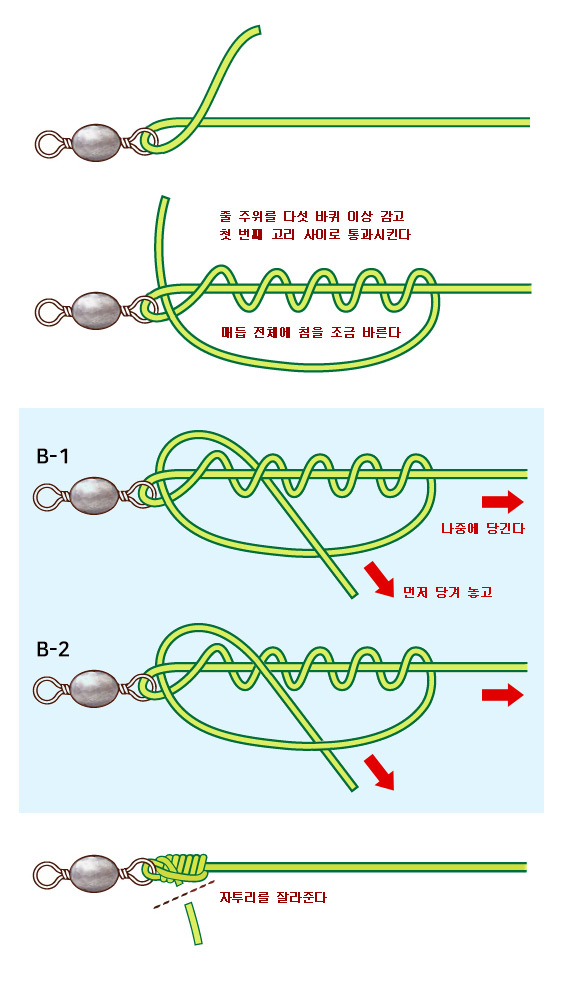 줄 주위를 다섯 바퀴 이상 감고
첫 번째 고리 사이로 통과시킨다
매듭 전체에 침을 조금 바른다
B-1
나중에 당긴다
먼저 당겨 놓고
B-2
자투리를 잘라준다